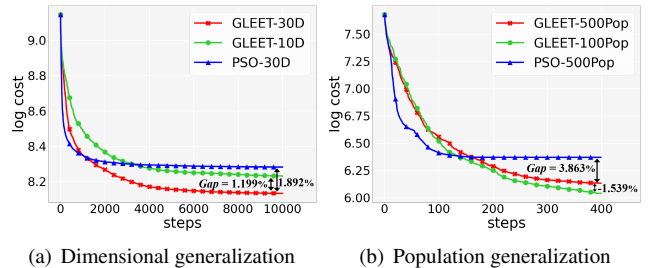 GLEET-30D
GLEET-10D
PSO-30D
9.0
8.8
8.6
8.4
8.2
log cost
Gap = 1.199%
1.892%
0 2000 4000 6000 8000 10000
steps
(a) Dimensional generalization
GLEET-500Pop
GLEET-100Pop
PSO-500Pop
7.50
7.25
7.00
6.75
6.50
6.25
6.00
log cost
Gap = 3.863%
-1.539%
0 100 200 300 400
steps
(b) Population generalization